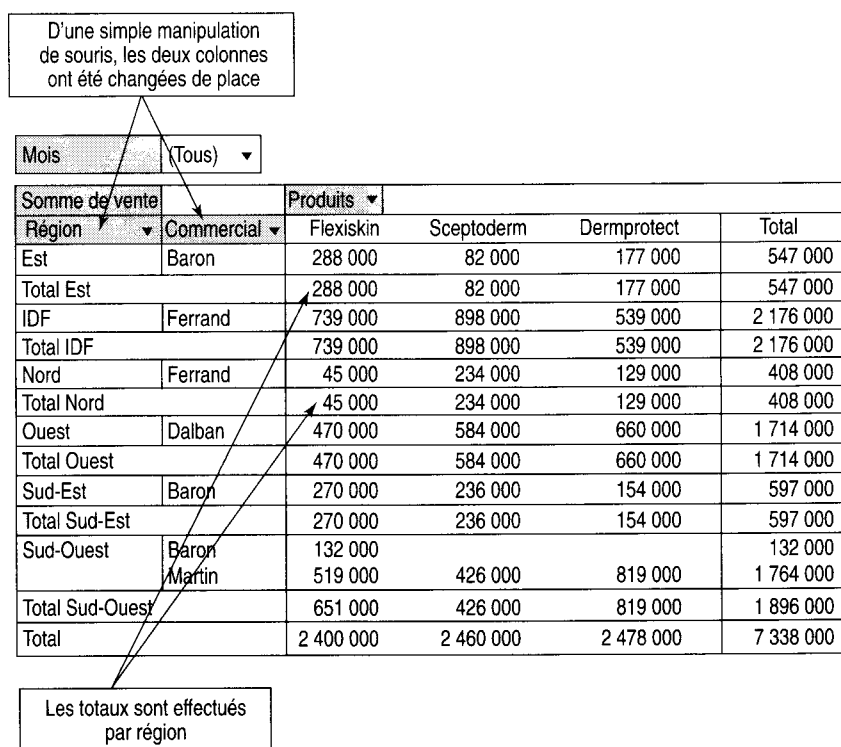 D'une simple manipulation
de souris, les deux colonnes
ont été changées de place
Mois (Tous)
Somme de vente Produits
Région Commercial Flexiskin Sceptoderm Dermprotect Total
Est Baron 288 000 82 000 177 000 547 000
Total Est 288 000 82 000 177 000 547 000
IDF Ferrand 739 000 898 000 539 000 2 176 000
Total IDF 739 000 898 000 539 000 2 176 000
Nord Ferrand 45 000 234 000 129 000 408 000
Total Nord 45 000 234 000 129 000 408 000
Ouest Dalban 470 000 584 000 660 000 1 714 000
Total Ouest 470 000 584 000 660 000 1 714 000
Sud-Est Baron 270 000 236 000 154 000 597 000
Total Sud-Est 270 000 236 000 154 000 597 000
Sud-Ouest Baron 132 000 132 000
Martin 519 000 426 000 819 000 1 764 000
Total Sud-Ouest 651 000 426 000 819 000 1 896 000
Total 2 400 000 2 460 000 2 478 000 7 338 000
Les totaux sont effectués
par région